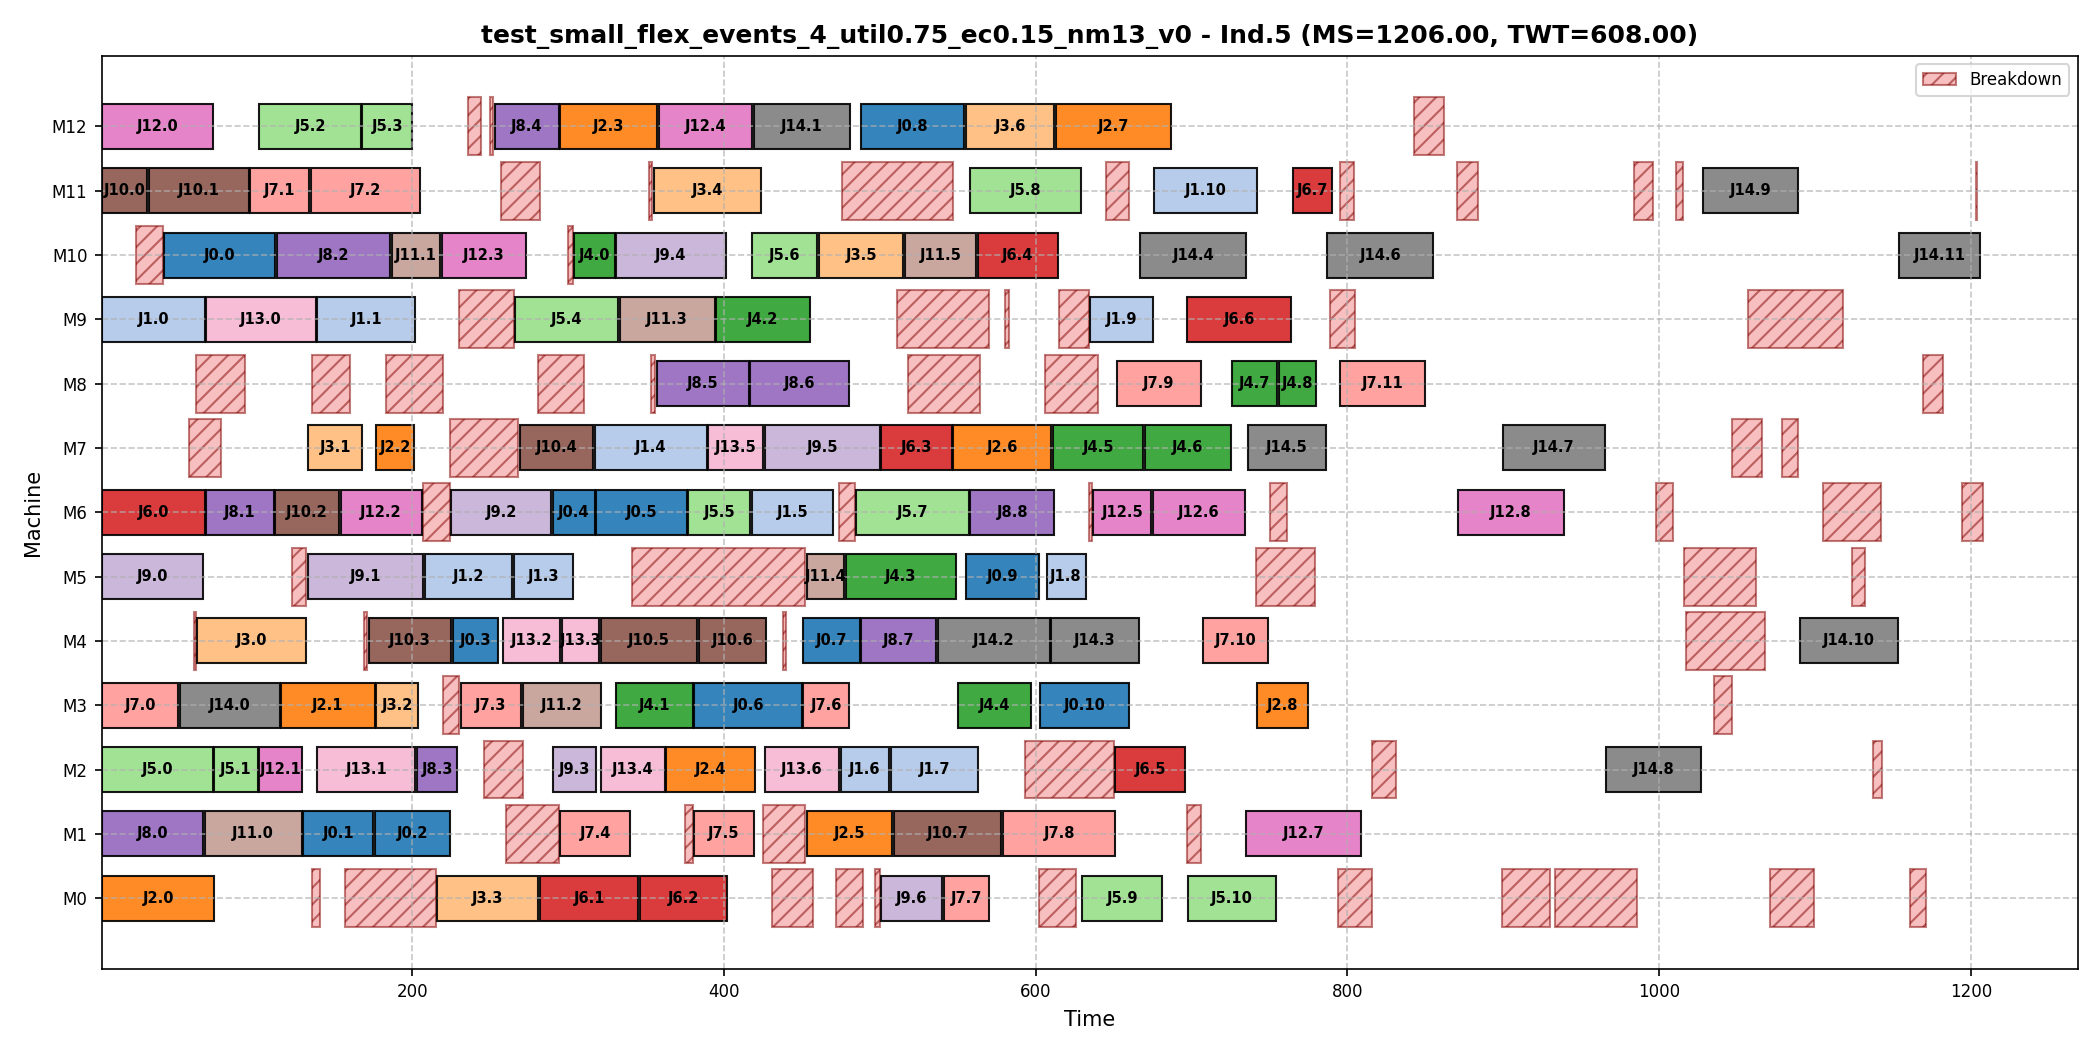 test_small_flex_events_4_util0.75_ec0.15_nm13_v0 - Ind.5 (MS=1206.00, TWT=608.00)
Breakdown
M12 J12.0 J5.2 J5.3 J8.4 J2.3 J12.4 J14.1 J0.8 J3.6 J2.7
M11 J10.0 J10.1 J7.1 J7.2 J3.4 J5.8 J1.10 J6.7 J14.9
M10 J0.0 J8.2 J11.1 J12.3 J4.0 J9.4 J5.6 J3.5 J11.5 J6.4 J14.4 J14.6 J14.11
M9 J1.0 J13.0 J1.1 J5.4 J11.3 J4.2 J1.9 J6.6
M8 J8.5 J8.6 J7.9 J4.7 J4.8 J7.11
M7 J3.1 J2.2 J10.4 J1.4 J13.5 J9.5 J6.3 J2.6 J4.5 J4.6 J14.5 J14.7
M6 J6.0 J8.1 J10.2 J12.2 J9.2 J0.4 J0.5 J5.5 J1.5 J5.7 J8.8 J12.5 J12.6 J12.8
M5 J9.0 J9.1 J1.2 J1.3 J11.4 J4.3 J0.9 J1.8
M4 J3.0 J10.3 J0.3 J13.2 J13.3 J10.5 J10.6 J0.7 J8.7 J14.2 J14.3 J7.10 J14.10
M3 J7.0 J14.0 J2.1 J3.2 J7.3 J11.2 J4.1 J0.6 J7.6 J4.4 J0.10 J2.8
M2 J5.0 J5.1 J12.1 J13.1 J8.3 J9.3 J13.4 J2.4 J13.6 J1.6 J1.7 J6.5 J14.8
M1 J8.0 J11.0 J0.1 J0.2 J7.4 J7.5 J2.5 J10.7 J7.8 J12.7
M0 J2.0 J3.3 J6.1 J6.2 J9.6 J7.7 J5.9 J5.10
200 400 600 800 1000 1200
Time
Machine